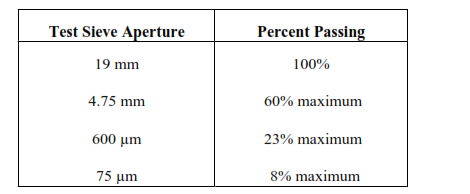 Test Sieve Aperture Percent Passing
19 mm 100%
4.75 mm 60% maximum
600 µm 23% maximum
75 µm 8% maximum